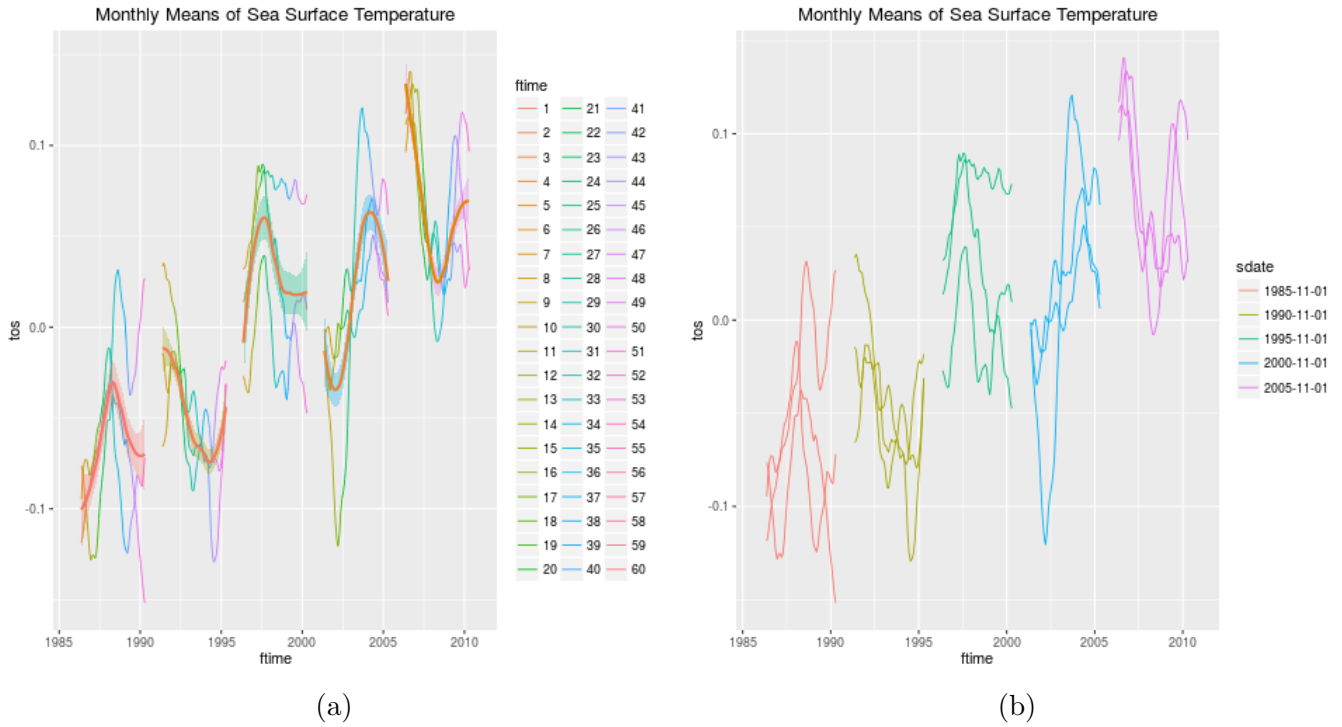 Monthly Means of Sea Surface Temperature
tos
0.1
0.0
-0.1
1985 1990 1995 2000 2005 2010
ftime
ftime
1 21 41
2 22 42
3 23 43
4 24 44
5 25 45
6 26 46
7 27 47
8 28 48
9 29 49
10 30 50
11 31 51
12 32 52
13 33 53
14 34 54
15 35 55
16 36 56
17 37 57
18 38 58
19 39 59
20 40 60
(a)
Monthly Means of Sea Surface Temperature
tos
0.1
0.0
-0.1
1985 1990 1995 2000 2005 2010
ftime
sdate
1985-11-01
1990-11-01
1995-11-01
2000-11-01
2005-11-01
(b)